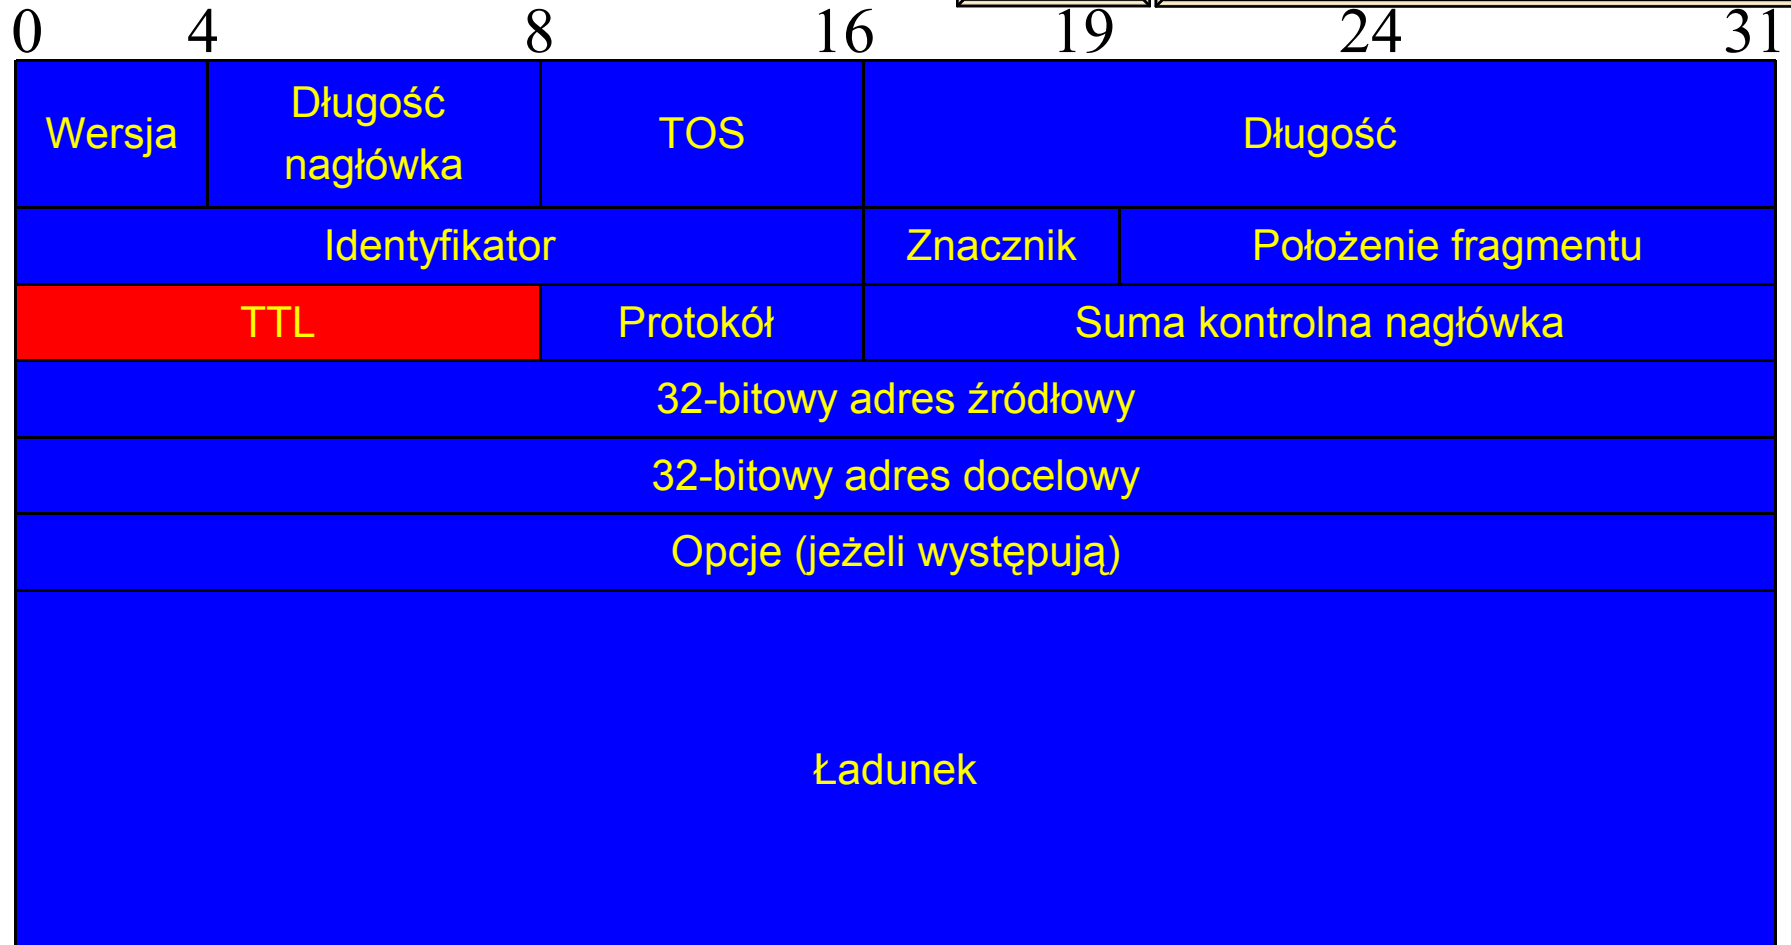 0 4 8 16 19 24 31
Wersja Długość nagłówka TOS Długość
Identyfikator Znacznik Położenie fragmentu
TTL Protokół Suma kontrolna nagłówka
32-bitowy adres źródłowy
32-bitowy adres docelowy
Opcje (jeżeli występują)
Ładunek